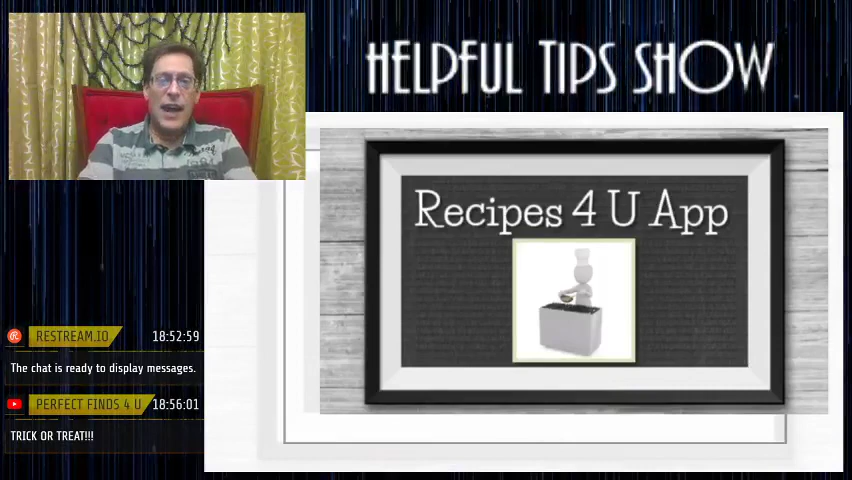 HELPFUL TIPS SHOW
Recipes 4 U App
RESTREAM.IO
18:52:59
The chat is ready to display messages.
PERFECT FINDS 4 U
18:56:01
TRICK OR TREAT!!!